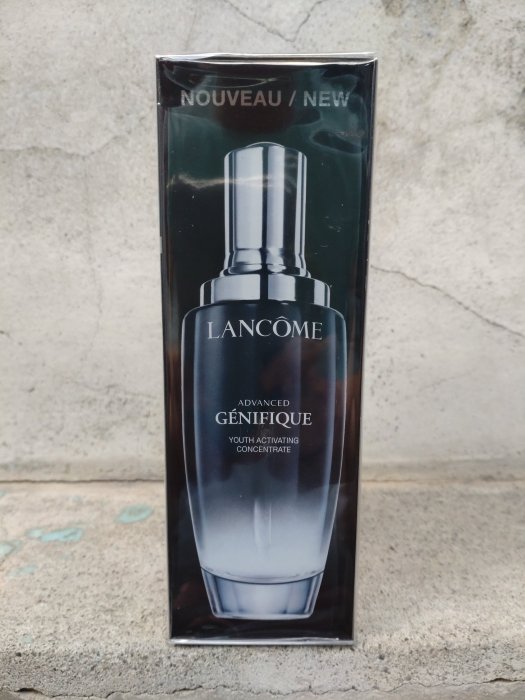 NOUVEAU / NEW
LANCÔME
ADVANCED
GÉNIFIQUE
YOUTH ACTIVATING
CONCENTRATE